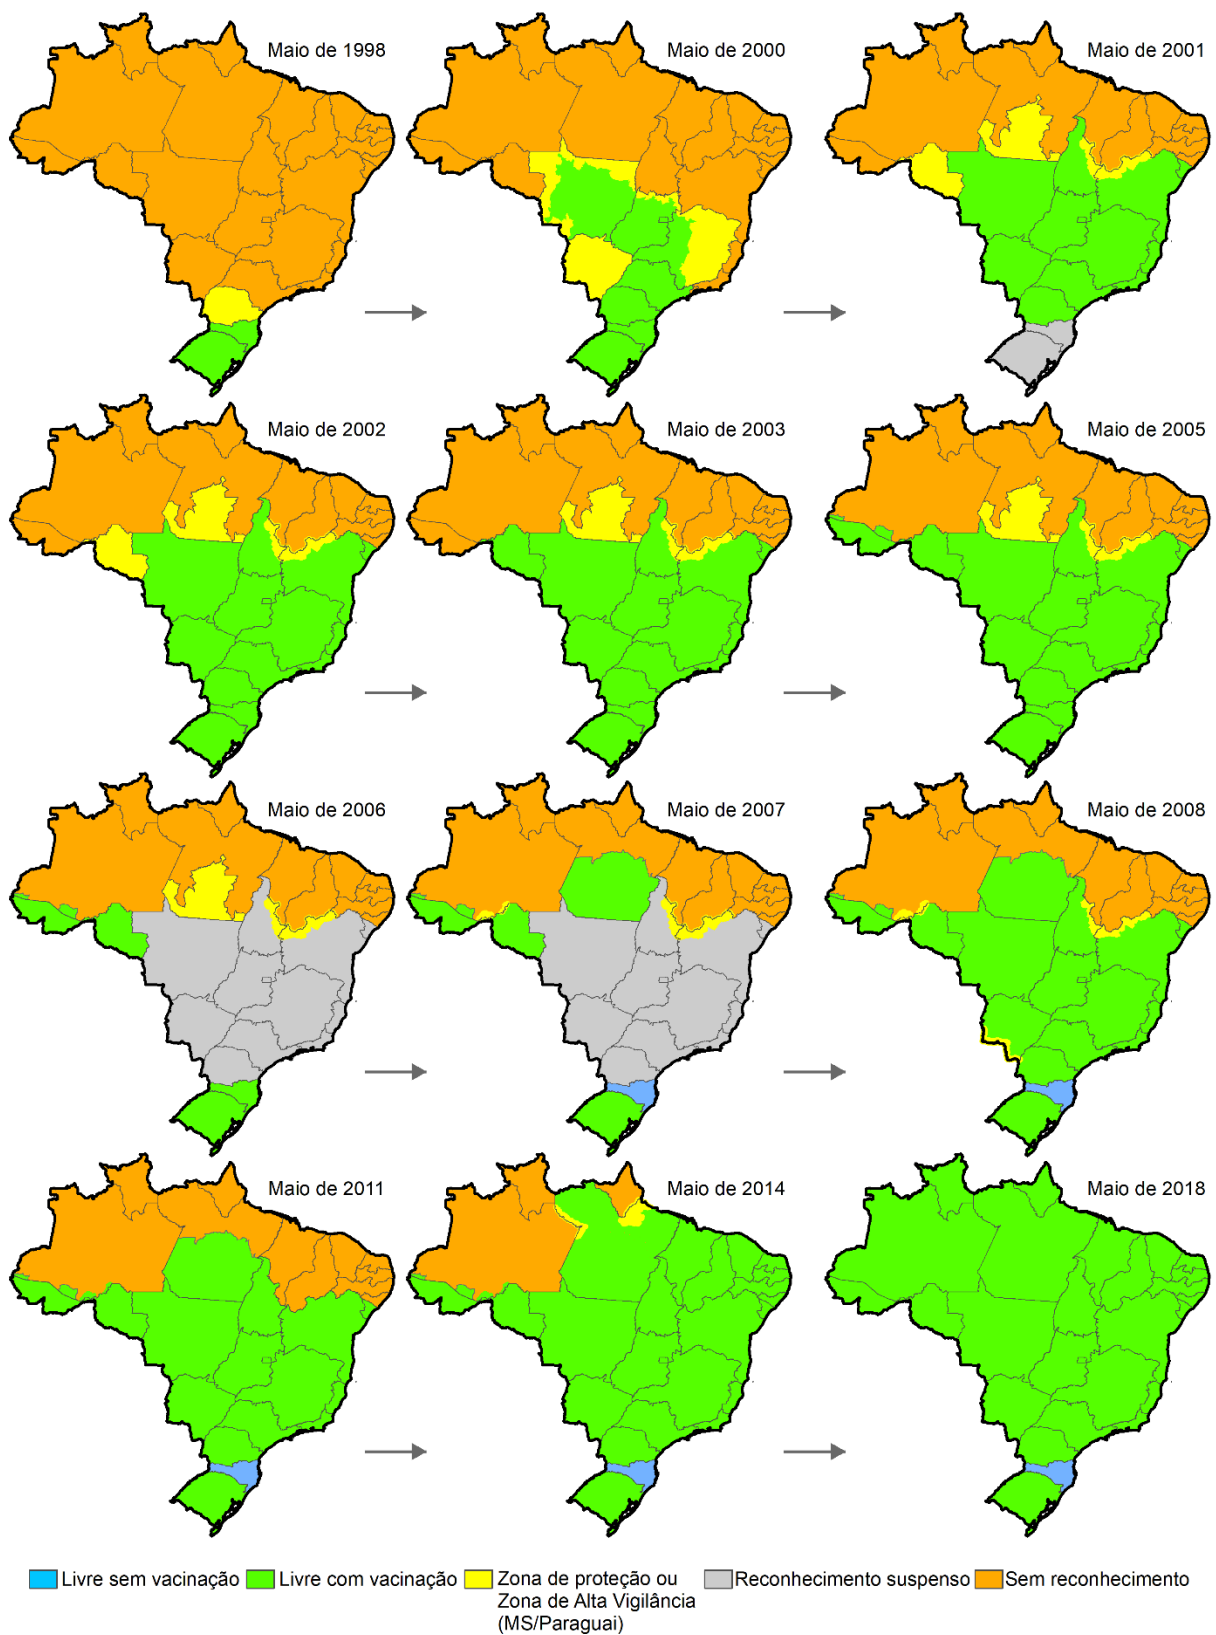 Maio de 1998
Maio de 2000
Maio de 2001
Maio de 2002
Maio de 2003
Maio de 2005
Maio de 2006
Maio de 2007
Maio de 2008
Maio de 2011
Maio de 2014
Maio de 2018
Livre sem vacinação
Livre com vacinação
Zona de proteção ou
Zona de Alta Vigilância
(MS/Paraguai)
Reconhecimento suspenso
Sem reconhecimento